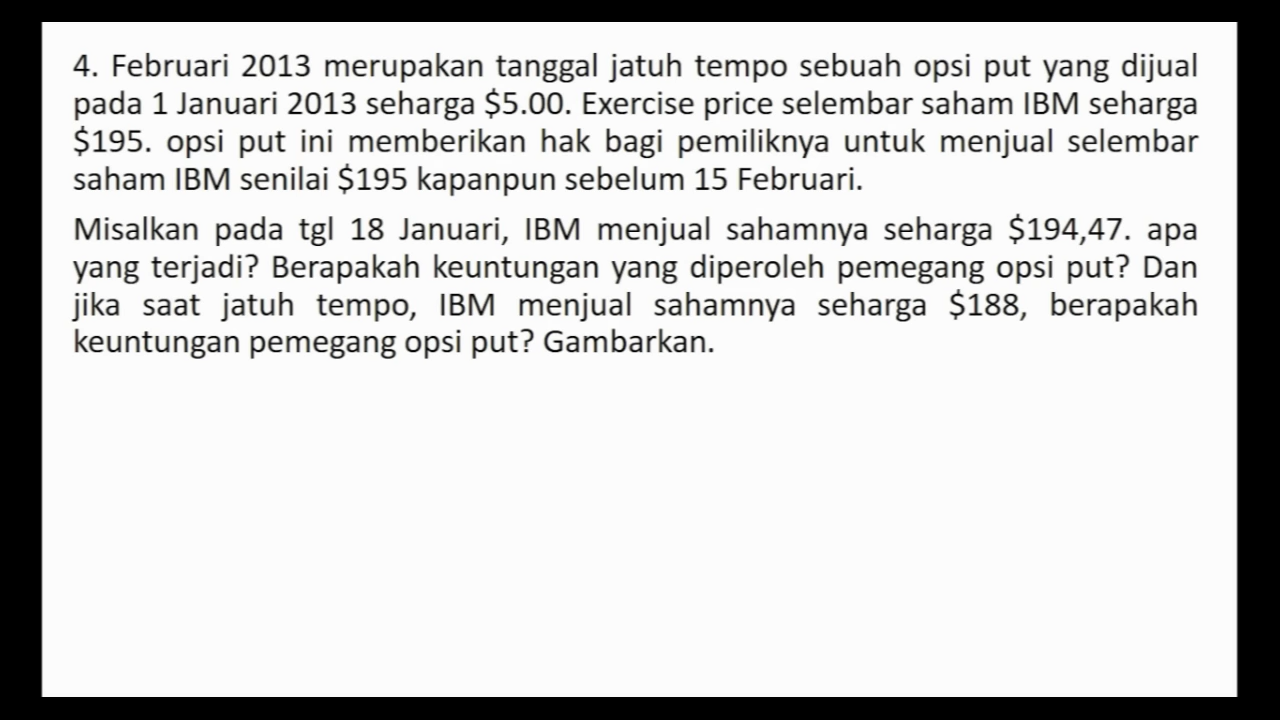 4. Februari 2013 merupakan tanggal jatuh tempo sebuah opsi put yang dijual
pada 1 Januari 2013 seharga $5.00. Exercise price selembar saham IBM seharga
$195. opsi put ini memberikan hak bagi pemiliknya untuk menjual selembar
saham IBM senilai $195 kapanpun sebelum 15 Februari.
Misalkan pada tgl 18 Januari, IBM menjual sahamnya seharga $194,47. apa
yang terjadi? Berapakah keuntungan yang diperoleh pemegang opsi put? Dan
jika saat jatuh tempo, IBM menjual sahamnya seharga $188, berapakah
keuntungan pemegang opsi put? Gambarkan.